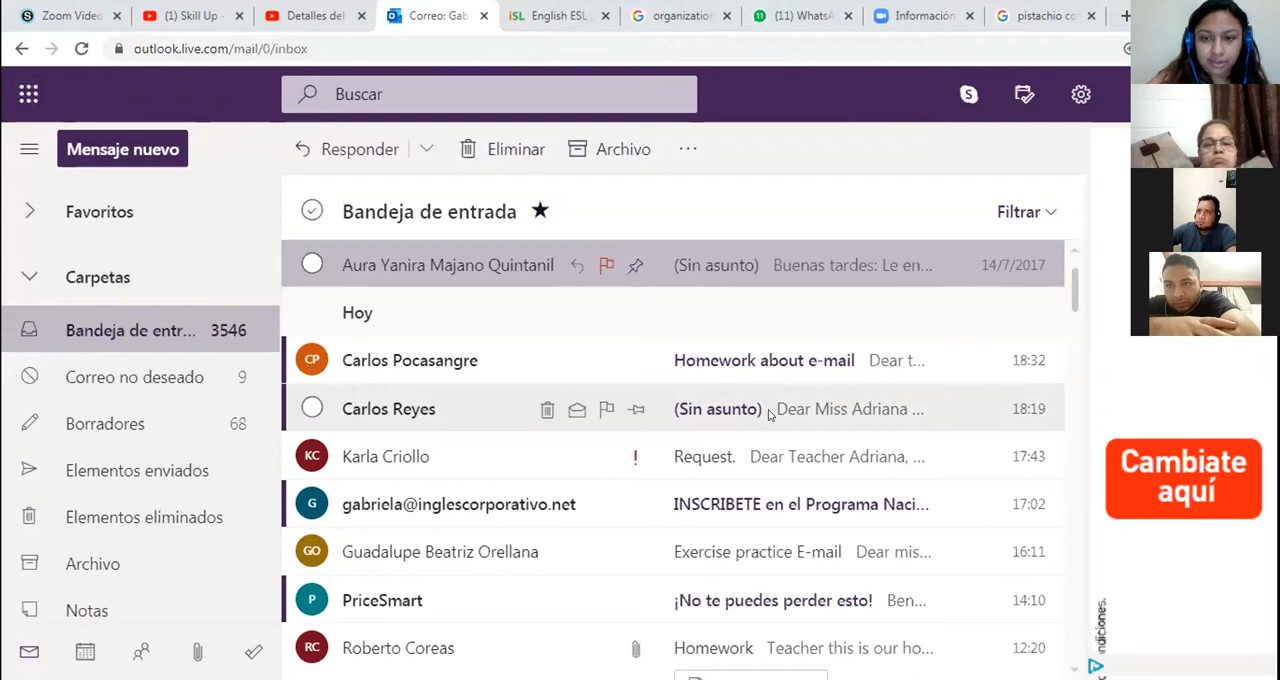 Zoom Video
(1) Skill Up -
Detalles del
Correo: Gab
English ESL
organization
(11) WhatsA
Información
pistachio co
outlook.live.com/mail/0/inbox
Buscar
Mensaje nuevo
Responder
Eliminar
Archivo
Favoritos
Carpetas
Bandeja de entr... 3546
Correo no deseado 9
Borradores 68
Elementos enviados
Elementos eliminados
Archivo
Notas
Bandeja de entrada
Filtrar
Aura Yanira Majano Quintanil (Sin asunto) Buenas tardes: Le en... 14/7/2017
Hoy
CP Carlos Pocasangre Homework about e-mail Dear t... 18:32
Carlos Reyes (Sin asunto) Dear Miss Adriana ... 18:19
KC Karla Criollo ! Request. Dear Teacher Adriana, ... 17:43
G gabriela@inglescorporativo.net INSCRIBETE en el Programa Naci... 17:02
GO Guadalupe Beatriz Orellana Exercise practice E-mail Dear mis... 16:11
P PriceSmart ¡No te puedes perder esto! Ben... 14:10
RC Roberto Coreas Homework Teacher this is our ho... 12:20
Cambiate
aquí
ndiciones.